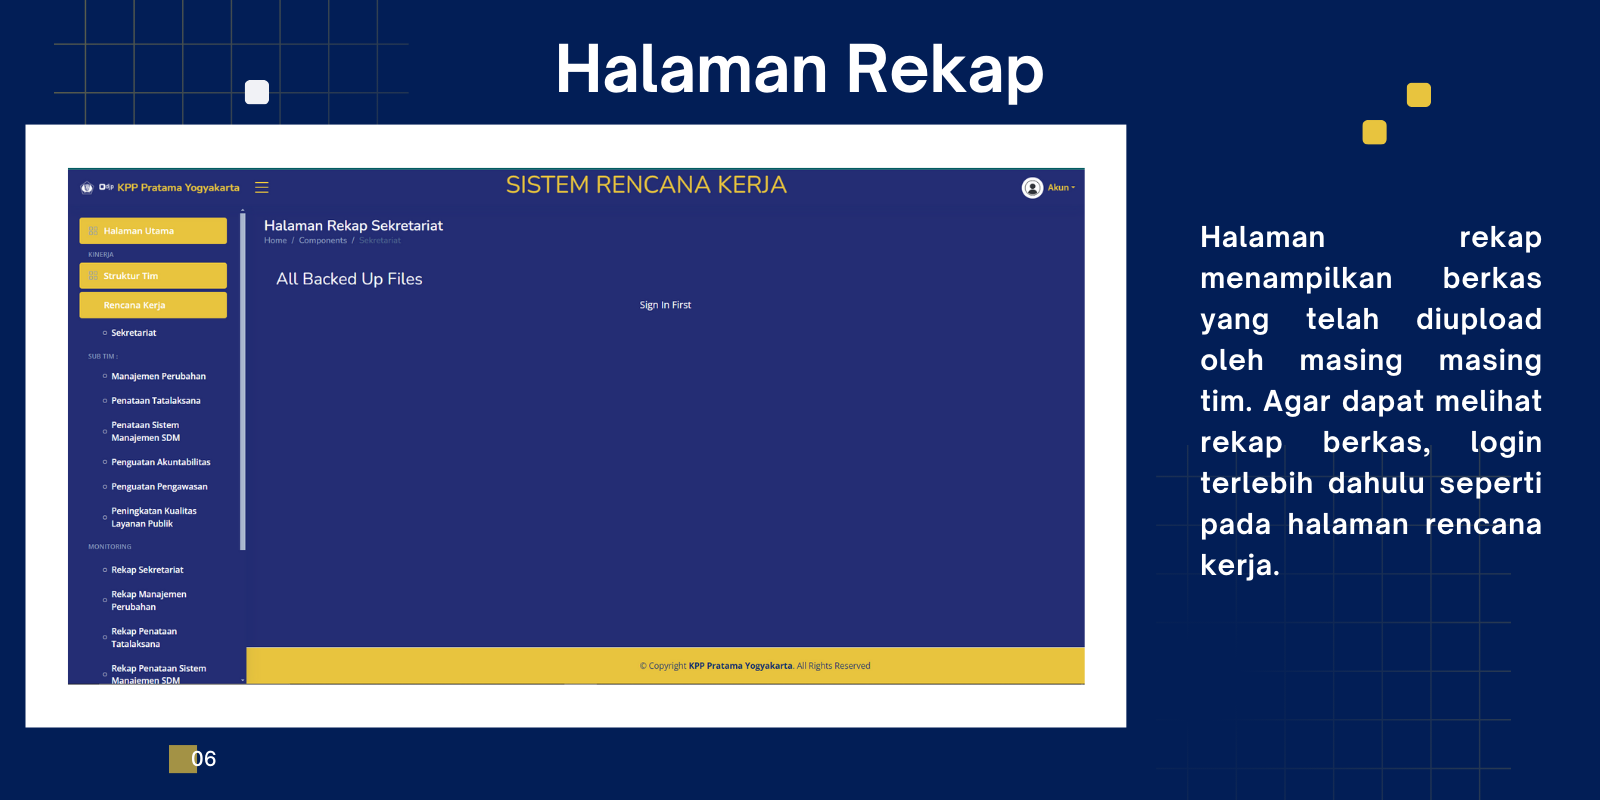 Halaman Rekap
KPP Pratama Yogyakarta
SISTEM RENCANA KERJA
Akun
Halaman Utama
KINERJA
Struktur Tim
Rencana Kerja
Sekretariat
SUB TIM :
Manajemen Perubahan
Penataan Tatalaksana
Penataan Sistem
Manajemen SDM
Penguatan Akuntabilitas
Penguatan Pengawasan
Peningkatan Kualitas
Layanan Publik
MONITORING
Rekap Sekretariat
Rekap Manajemen
Perubahan
Rekap Penataan
Tatalaksana
Rekap Penataan Sistem
Manajemen SDM
Halaman Rekap Sekretariat
Home / Components / Sekretariat
All Backed Up Files
Sign In First
© Copyright KPP Pratama Yogyakarta. All Rights Reserved
Halaman rekap
menampilkan berkas
yang telah diupload
oleh masing masing
tim. Agar dapat melihat
rekap berkas, login
terlebih dahulu seperti
pada halaman rencana
kerja.
06